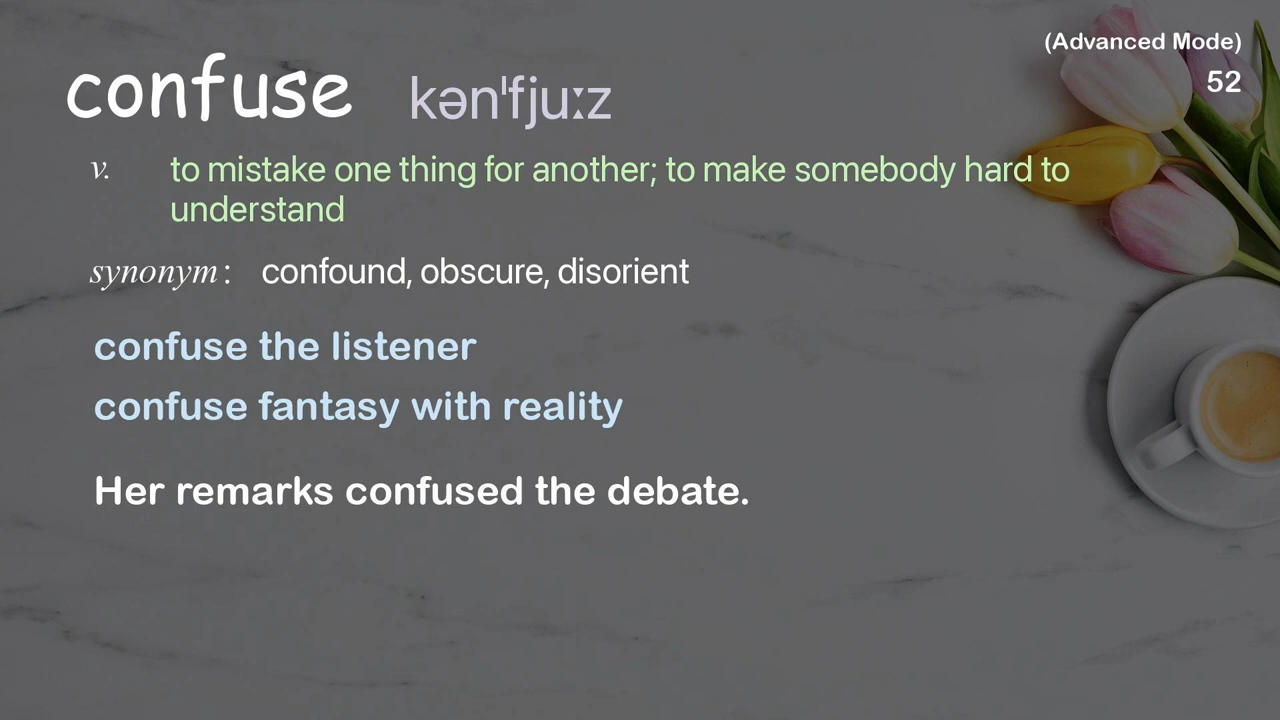 (Advanced Mode)
52
confuse kənˈfjuːz
v. to mistake one thing for another; to make somebody hard to
understand
synonym: confound, obscure, disorient
confuse the listener
confuse fantasy with reality
Her remarks confused the debate.